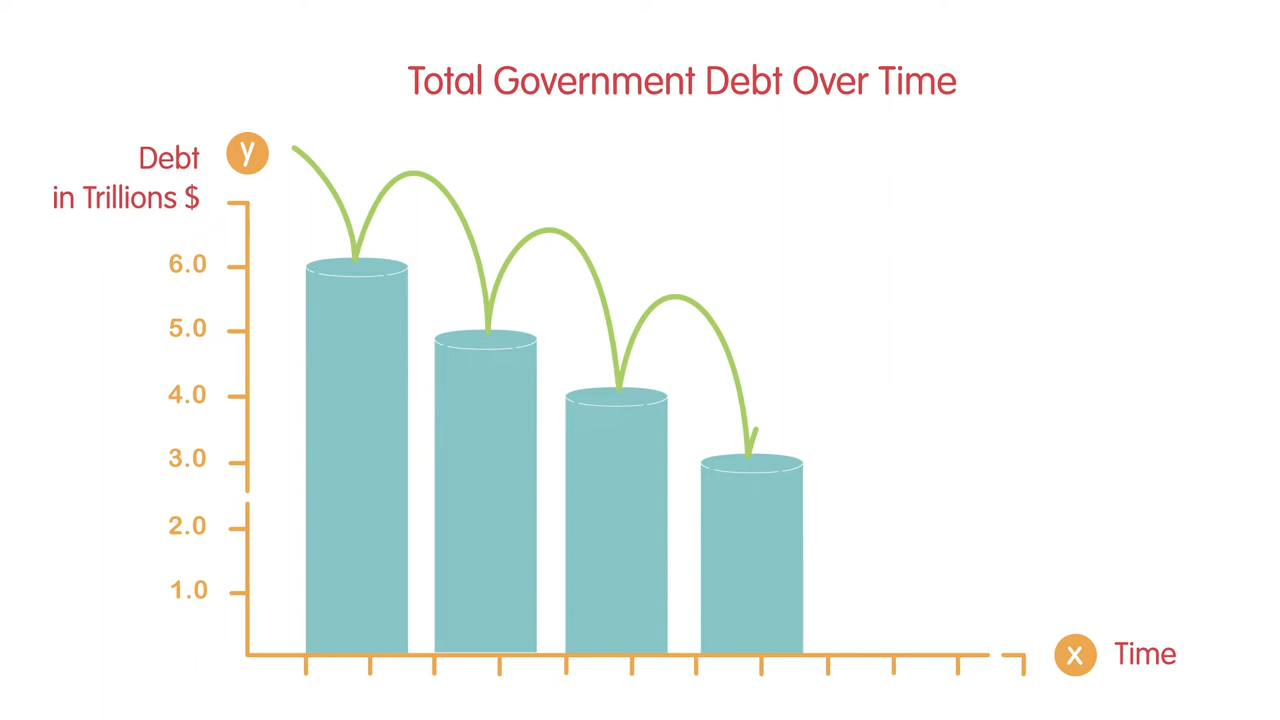 Total Government Debt Over Time
Debt
in Trillions $
y
6.0
5.0
4.0
3.0
2.0
1.0
x
Time